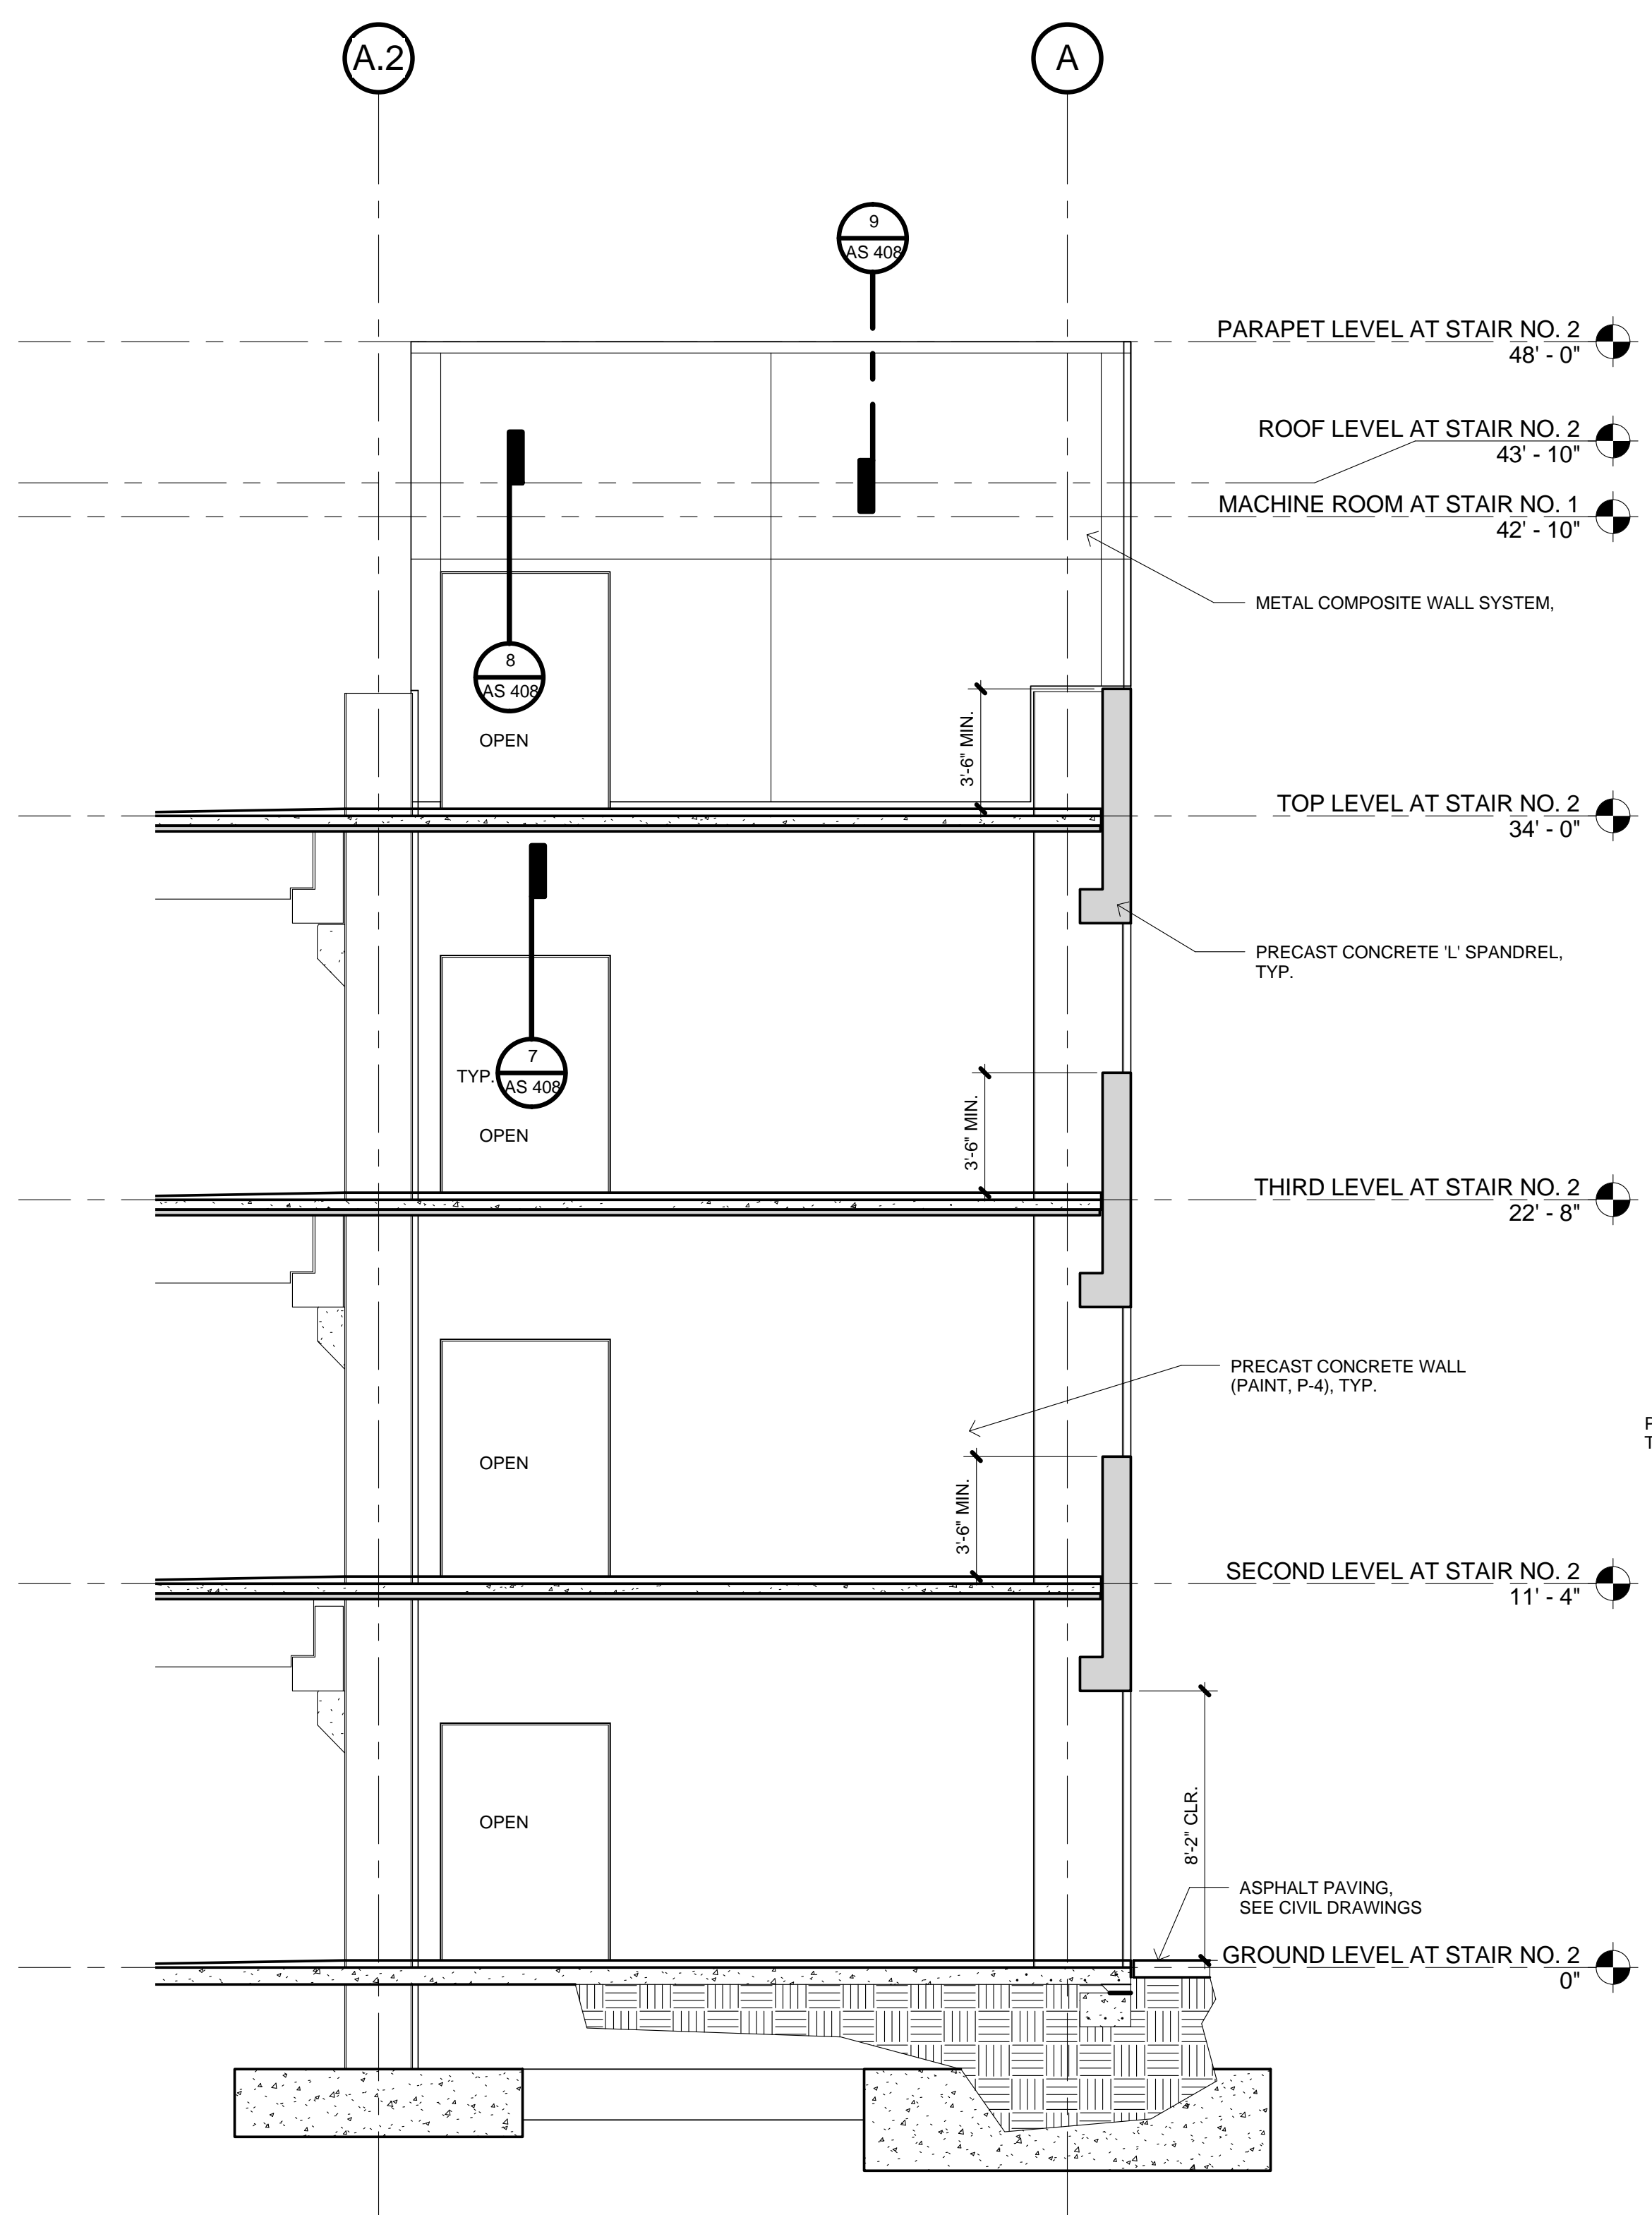 A.2
A
9
AS 408
PARAPET LEVEL AT STAIR NO. 2
48' - 0"
ROOF LEVEL AT STAIR NO. 2
43' - 10"
MACHINE ROOM AT STAIR NO. 1
42' - 10"
METAL COMPOSITE WALL SYSTEM,
8
AS 408
OPEN
3'-6" MIN.
TOP LEVEL AT STAIR NO. 2
34' - 0"
PRECAST CONCRETE 'L' SPANDREL,
TYP.
TYP.
7
AS 408
OPEN
3'-6" MIN.
THIRD LEVEL AT STAIR NO. 2
22' - 8"
PRECAST CONCRETE WALL
(PAINT, P-4), TYP.
OPEN
3'-6" MIN.
SECOND LEVEL AT STAIR NO. 2
11' - 4"
OPEN
8'-2" CLR.
ASPHALT PAVING,
SEE CIVIL DRAWINGS
GROUND LEVEL AT STAIR NO. 2
0"